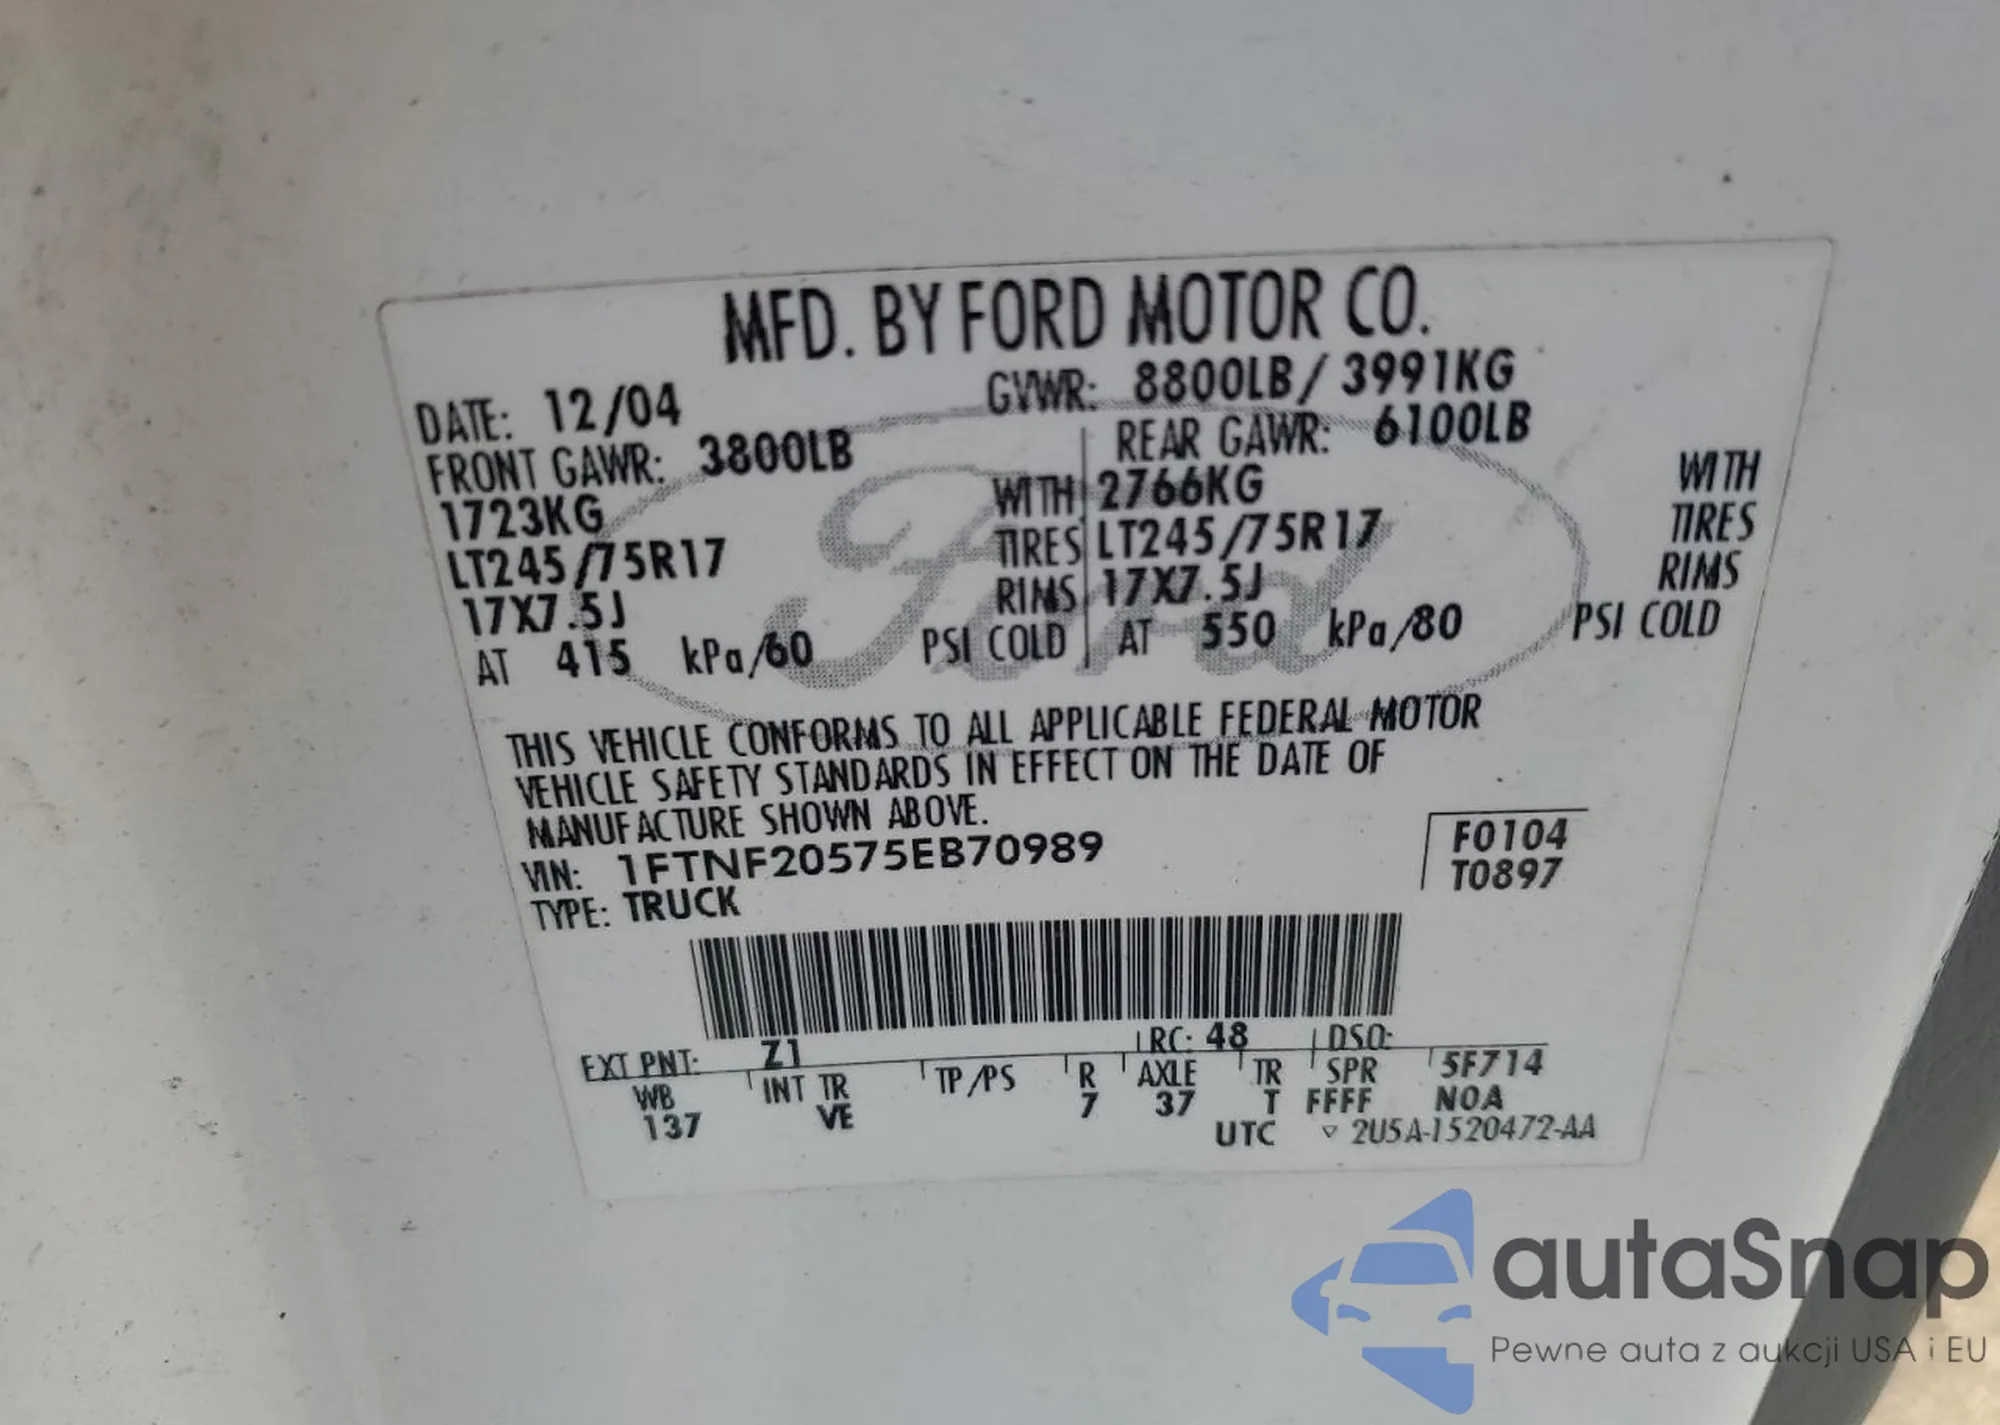 MFD. BY FORD MOTOR CO.
DATE: 12/04 GVWR: 8800LB/ 3991KG
FRONT GAWR: 3800LB REAR GAWR: 6100LB
1723KG WITH 2766KG WITH
LT245/75R17 TIRES LT245/75R17 TIRES
17X7.5J RIMS 17X7.5J RIMS
AT 415 kPa/60 PSI COLD AT 550 kPa/80 PSI COLD
Ford
THIS VEHICLE CONFORMS TO ALL APPLICABLE FEDERAL MOTOR
VEHICLE SAFETY STANDARDS IN EFFECT ON THE DATE OF
MANUFACTURE SHOWN ABOVE.
VIN: 1FTNF20575EB70989 F0104
TYPE: TRUCK T0897
EXT PNT: Z1 RC: 48 DSO:
WB INT TR TP/PS R AXLE TR SPR 5F714
137 VE 7 37 T FFFF NOA
UTC ▽ 2U5A-1520472-AA
autaSnap
Pewne auta z aukcji USA i EU